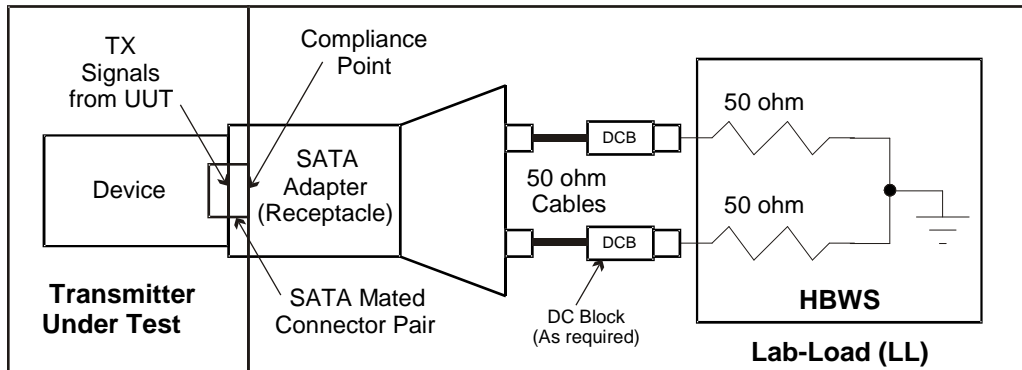 TX
Signals
from UUT
Compliance
Point
Device
SATA
Adapter
(Receptacle)
DCB
50 ohm
Cables
DCB
50 ohm
50 ohm
HBWS
Transmitter
Under Test
SATA Mated
Connector Pair
DC Block
(As required)
Lab-Load (LL)